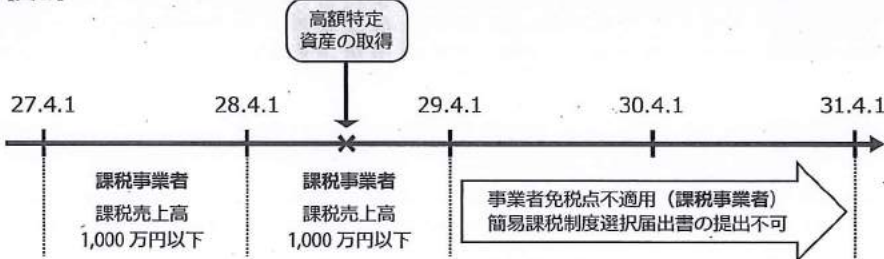 高額特定
資産の取得
27.4.1
28.4.1
29.4.1
30.4.1
31.4.1
課税事業者
課税売上高
1,000 万円以下
課税事業者
課税売上高
1,000 万円以下
事業者免税点不適用(課税事業者)
簡易課税制度選択届出書の提出不可